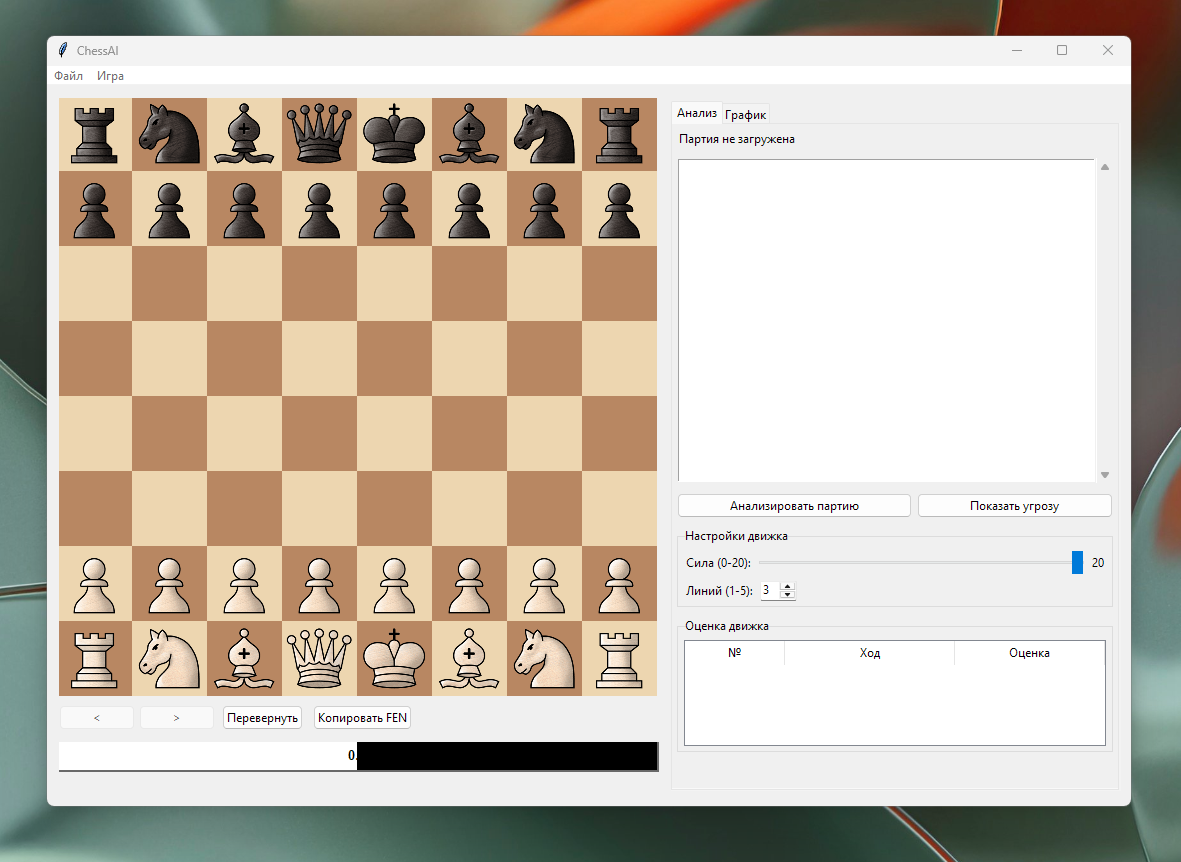 ChessAI
Файл Игра
Анализ График
Партия не загружена
Анализировать партию Показать угрозу
Настройки движка
Сила (0-20): 20
Линий (1-5): 3
Оценка движка
№ Ход Оценка
< > Перевернуть Копировать FEN
0.